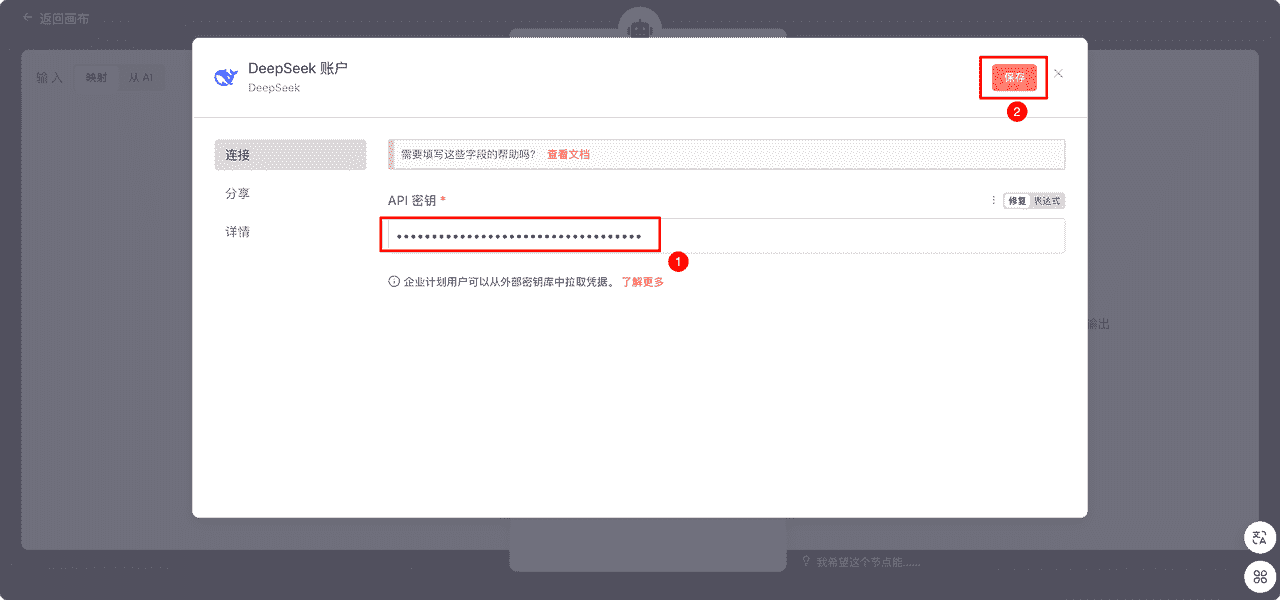 ← 返回画布
输入 映射 从 AI
DeepSeek 账户
DeepSeek
保存
2
连接
分享
详情
需要填写这些字段的帮助吗? 查看文档
API 密钥 *
修复 表达式
••••••••••••••••••••••••••••••••••
1
企业计划用户可以从外部密钥库中拉取凭据。 了解更多
输出
我希望这个节点能......